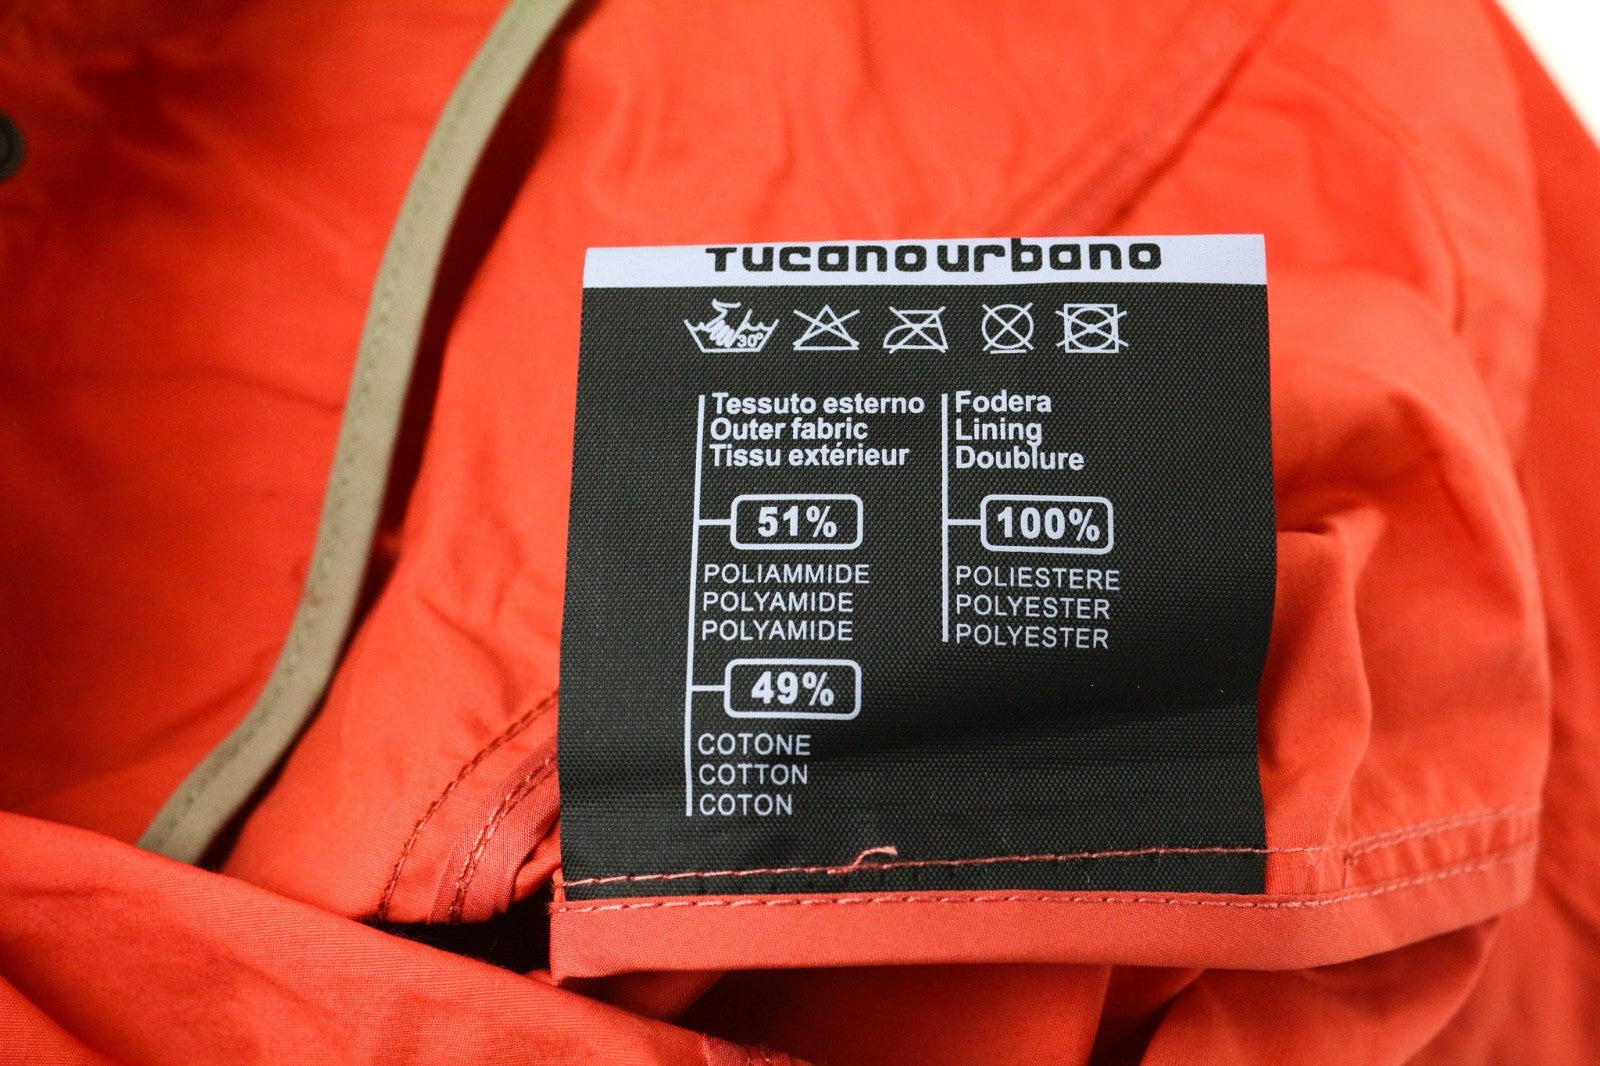 Tucanourbano
30°
Tessuto esterno
Outer fabric
Tissu extérieur
51%
POLIAMMIDE
POLYAMIDE
POLYAMIDE
49%
COTONE
COTTON
COTON
Fodera
Lining
Doublure
100%
POLIESTERE
POLYESTER
POLYESTER